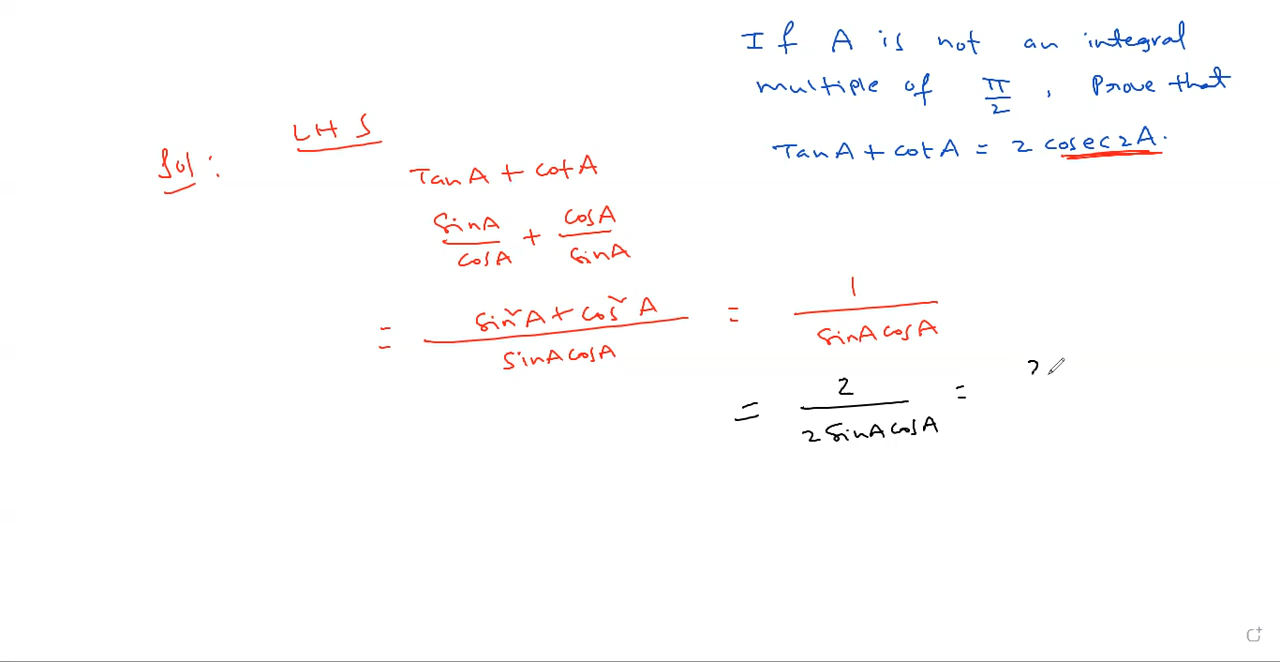 If A is not an integral
multiple of π/2, Prove that
Tan A + cot A = 2 cosec 2A.
Sol:
LHS
Tan A + cot A
sinA/cosA + cosA/sinA
= sin²A + cos²A / sinA cosA = 1 / sinA cosA
= 2 / 2 sinA cosA = 2